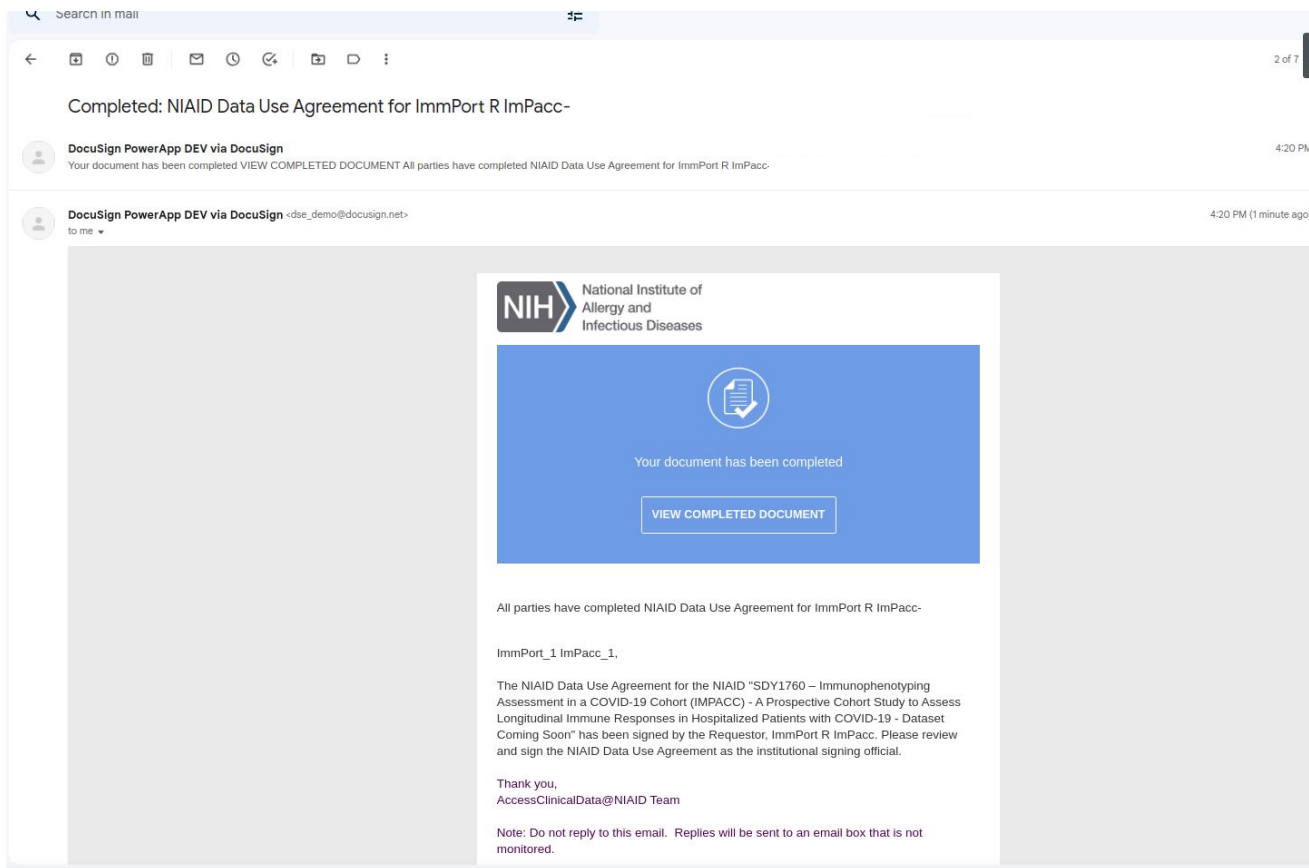 Search in mail
2 of 7
Completed: NIAID Data Use Agreement for ImmPort R ImPacc-
DocuSign PowerApp DEV via DocuSign
4:20 PM
Your document has been completed VIEW COMPLETED DOCUMENT All parties have completed NIAID Data Use Agreement for ImmPort R ImPacc-
DocuSign PowerApp DEV via DocuSign <dse_demo@docusign.net>
4:20 PM (1 minute ago
to me
NIH
National Institute of
Allergy and
Infectious Diseases
Your document has been completed
VIEW COMPLETED DOCUMENT
All parties have completed NIAID Data Use Agreement for ImmPort R ImPacc-
ImmPort_1 ImPacc_1,
The NIAID Data Use Agreement for the NIAID "SDY1760 – Immunophenotyping
Assessment in a COVID-19 Cohort (IMPACC) - A Prospective Cohort Study to Assess
Longitudinal Immune Responses in Hospitalized Patients with COVID-19 - Dataset
Coming Soon" has been signed by the Requestor, ImmPort R ImPacc. Please review
and sign the NIAID Data Use Agreement as the institutional signing official.
Thank you,
AccessClinicalData@NIAID Team
Note: Do not reply to this email.  Replies will be sent to an email box that is not
monitored.